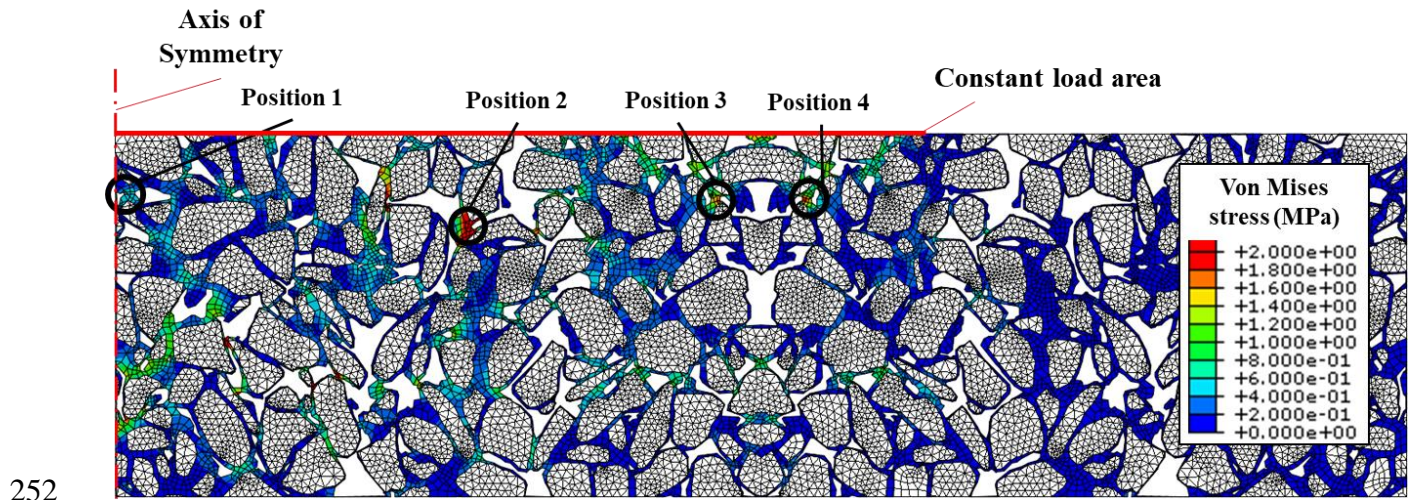 Axis of
Symmetry
Position 1
Position 2
Position 3
Position 4
Constant load area
Von Mises
stress (MPa)
+2.000e+00
+1.800e+00
+1.600e+00
+1.400e+00
+1.200e+00
+1.000e+00
+8.000e-01
+6.000e-01
+4.000e-01
+2.000e-01
+0.000e+00
252